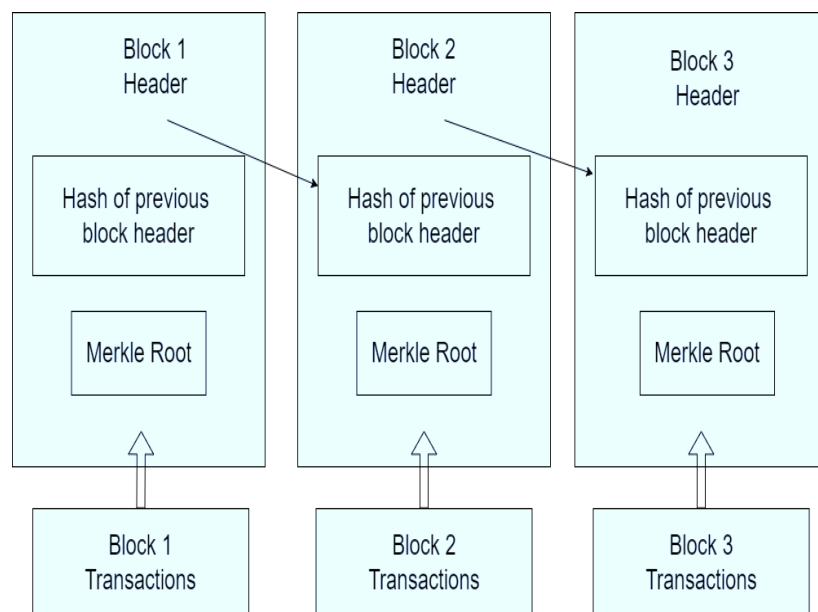 Block 1
Header
Hash of previous
block header
Merkle Root
Block 1
Transactions
Block 2
Header
Hash of previous
block header
Merkle Root
Block 2
Transactions
Block 3
Header
Hash of previous
block header
Merkle Root
Block 3
Transactions